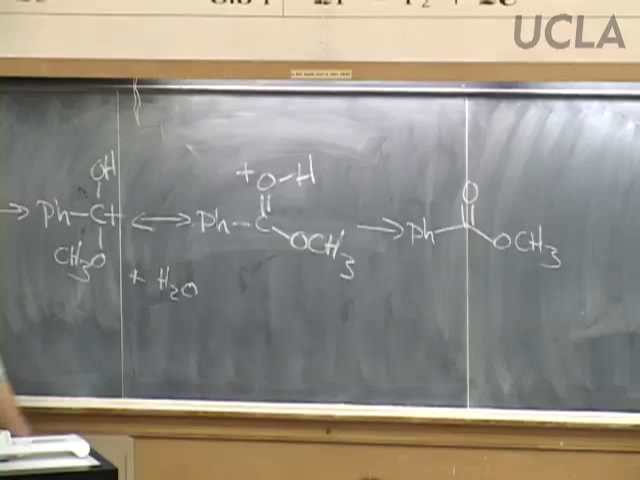 UCLA
OH
Ph-C+
CH3O
+ H2O
+
O-H
Ph-C
OCH3
O
Ph
OCH3